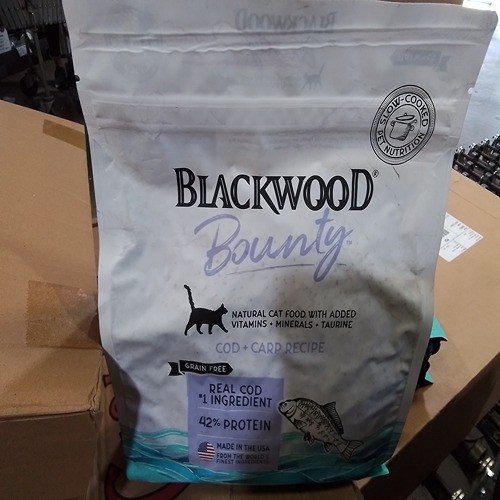 SLOW-COOKED
PET NUTRITION
BLACKWOOD®
Bounty™
NATURAL CAT FOOD WITH ADDED
VITAMINS • MINERALS • TAURINE
COD • CARP RECIPE
GRAIN FREE
REAL COD
#1 INGREDIENT
42% PROTEIN
MADE IN THE USA
FROM THE WORLD'S
FINEST INGREDIENTS